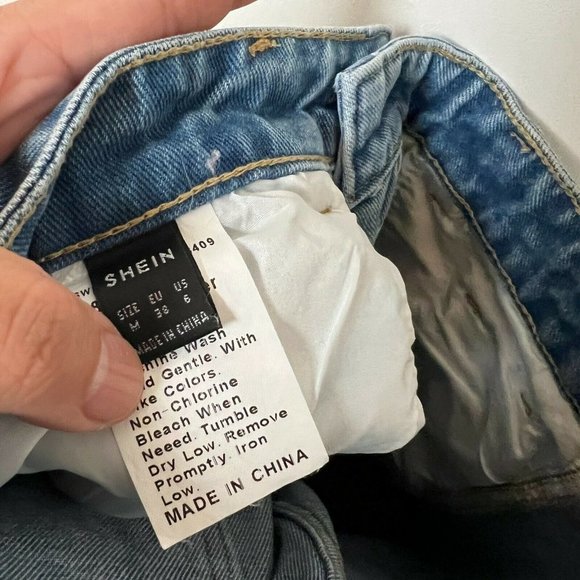 SHEIN
SIZE EU US
M 38 6
MADE IN CHINA
409
Wash
Gentle. With
Colors.
Non-Chlorine
Bleach When
Neeed. Tumble
Dry Low. Remove
Promptly. Iron
Low.
MADE IN CHINA